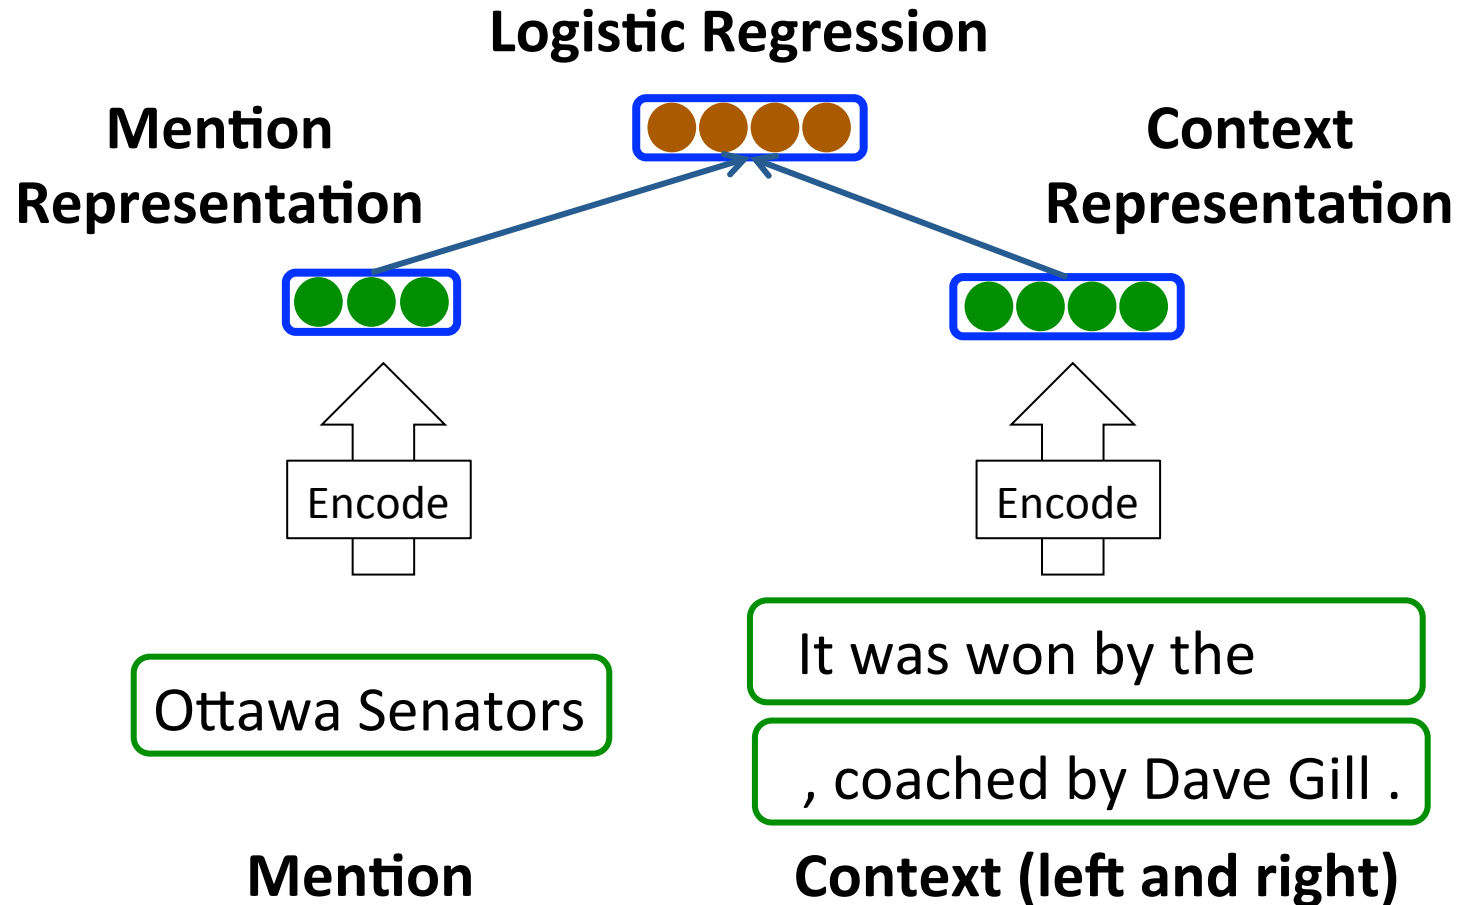 Logistic Regression
Mention
Representation
Context
Representation
Encode
Encode
Ottawa Senators
It was won by the
, coached by Dave Gill .
Mention
Context (left and right)